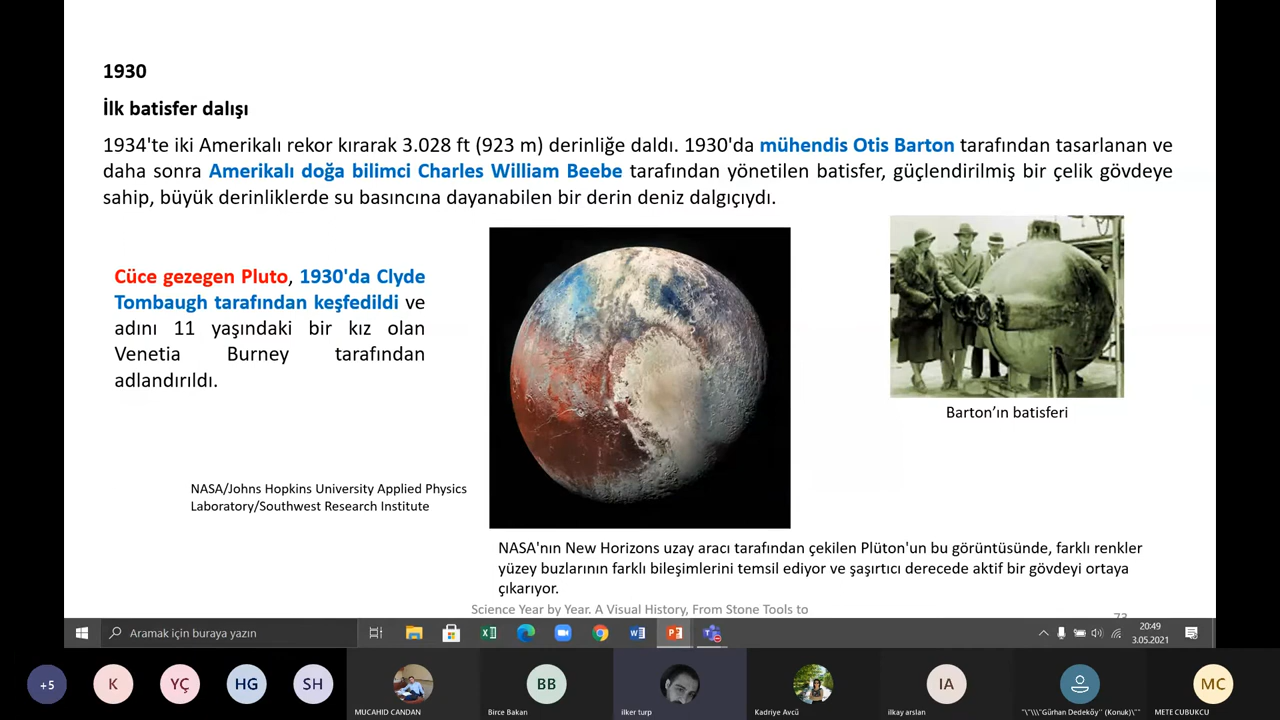 1930
İlk batisfer dalışı
1934'te iki Amerikalı rekor kırarak 3.028 ft (923 m) derinliğe daldı. 1930'da mühendis Otis Barton tarafından tasarlanan ve
daha sonra Amerikalı doğa bilimci Charles William Beebe tarafından yönetilen batisfer, güçlendirilmiş bir çelik gövdeye
sahip, büyük derinliklerde su basıncına dayanabilen bir derin deniz dalgıçıydı.
Cüce gezegen Pluto, 1930'da Clyde
Tombaugh tarafından keşfedildi ve
adını 11 yaşındaki bir kız olan
Venetia Burney tarafından
adlandırıldı.
Barton’ın batisferi
NASA/Johns Hopkins University Applied Physics
Laboratory/Southwest Research Institute
NASA'nın New Horizons uzay aracı tarafından çekilen Plüton'un bu görüntüsünde, farklı renkler
yüzey buzlarının farklı bileşimlerini temsil ediyor ve şaşırtıcı derecede aktif bir gövdeyi ortaya
çıkarıyor.
Science Year by Year. A Visual History, From Stone Tools to
73
Aramak için buraya yazın
20:49
3.05.2021
+5
K
YÇ
HG
SH
MUCAHID CANDAN
BB
Birce Bakan
ilker turp
Kadriye Avcü
IA
ilkay arslan
"\"\\\"Gürhan Dedeköy" (Konuk)\""
MC
METE CUBUKCU